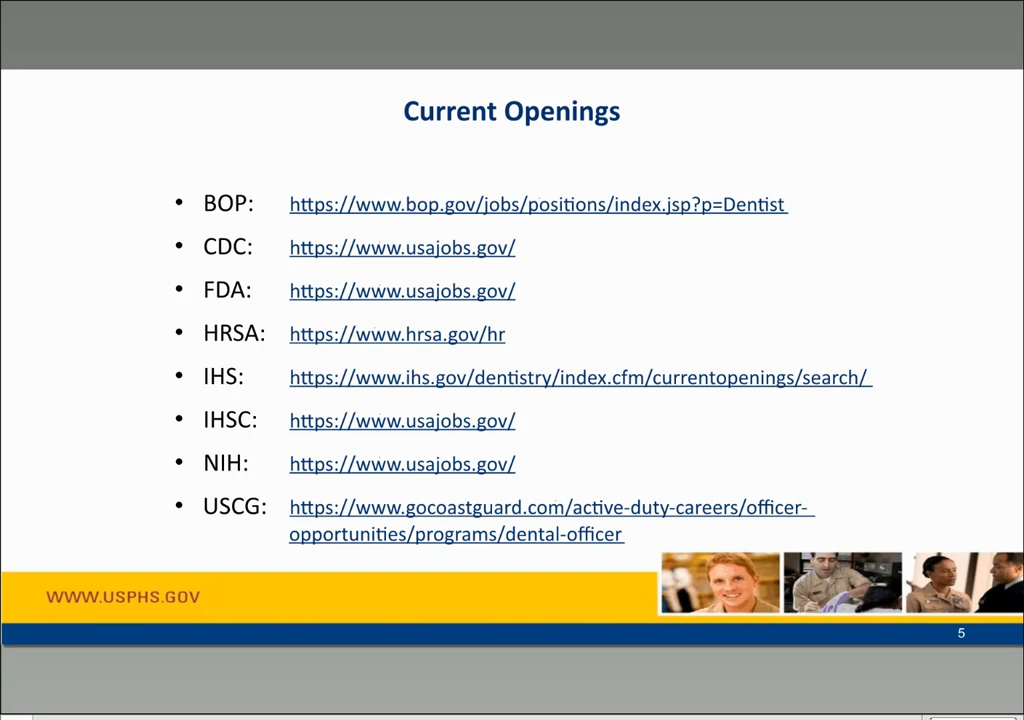 Current Openings
• BOP: https://www.bop.gov/jobs/positions/index.jsp?p=Dentist
• CDC: https://www.usajobs.gov/
• FDA: https://www.usajobs.gov/
• HRSA: https://www.hrsa.gov/hr
• IHS: https://www.ihs.gov/dentistry/index.cfm/currentopenings/search/
• IHSC: https://www.usajobs.gov/
• NIH: https://www.usajobs.gov/
• USCG: https://www.gocoastguard.com/active-duty-careers/officer-
opportunities/programs/dental-officer
WWW.USPHS.GOV
5